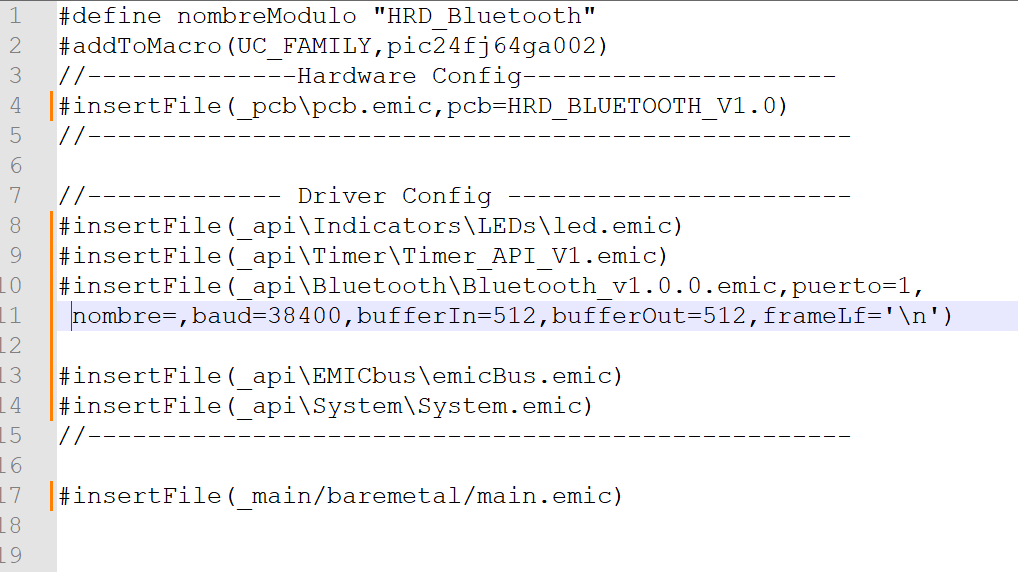 1 #define nombreModulo "HRD_Bluetooth"
2 #addToMacro(UC_FAMILY,pic24fj64ga002)
3 //--------------Hardware Config---------------------
4 #insertFile(_pcb\pcb.emic,pcb=HRD_BLUETOOTH_V1.0)
5 //---------------------------------------------------
6
7 //------------- Driver Config -----------------------
8 #insertFile(_api\Indicators\LEDs\led.emic)
9 #insertFile(_api\Timer\Timer_API_V1.emic)
10 #insertFile(_api\Bluetooth\Bluetooth_v1.0.0.emic,puerto=1,
11 nombre=,baud=38400,bufferIn=512,bufferOut=512,frameLf='\n')
12
13 #insertFile(_api\EMICbus\emicBus.emic)
14 #insertFile(_api\System\System.emic)
15 //---------------------------------------------------
16
17 #insertFile(_main/baremetal/main.emic)
18
19